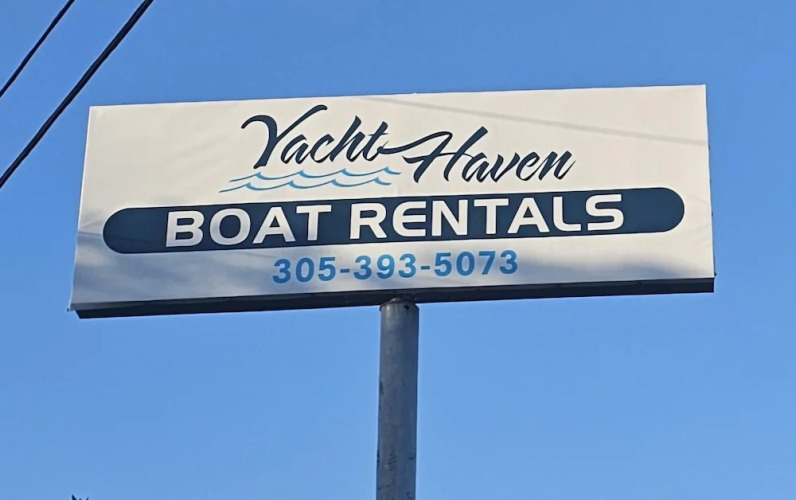 Yacht Haven
BOAT RENTALS
305-393-5073